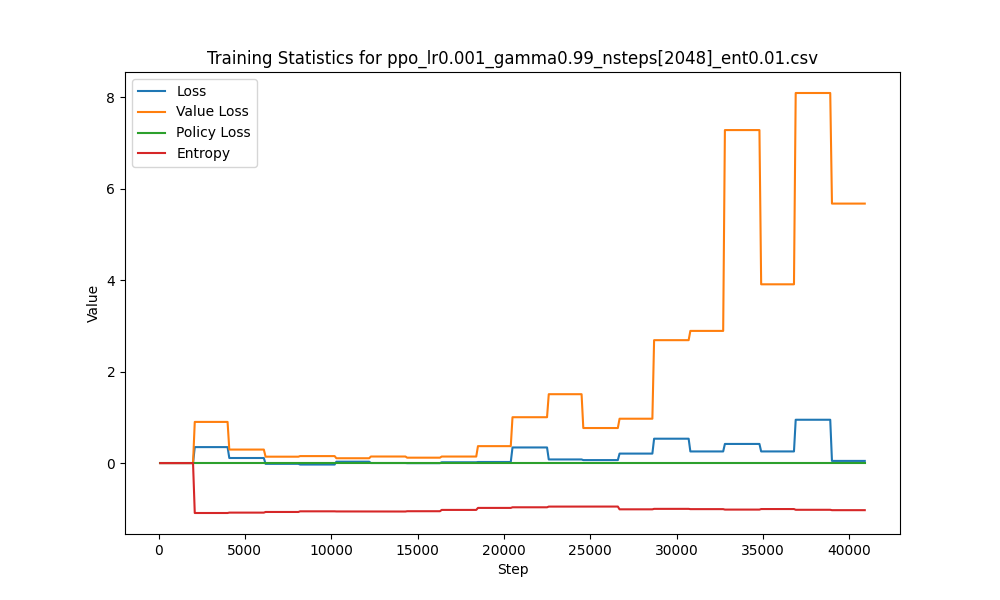 Training Statistics for ppo_lr0.001_gamma0.99_nsteps[2048]_ent0.01.csv
Loss
Value Loss
Policy Loss
Entropy
Value
8
6
4
2
0
0 5000 10000 15000 20000 25000 30000 35000 40000
Step